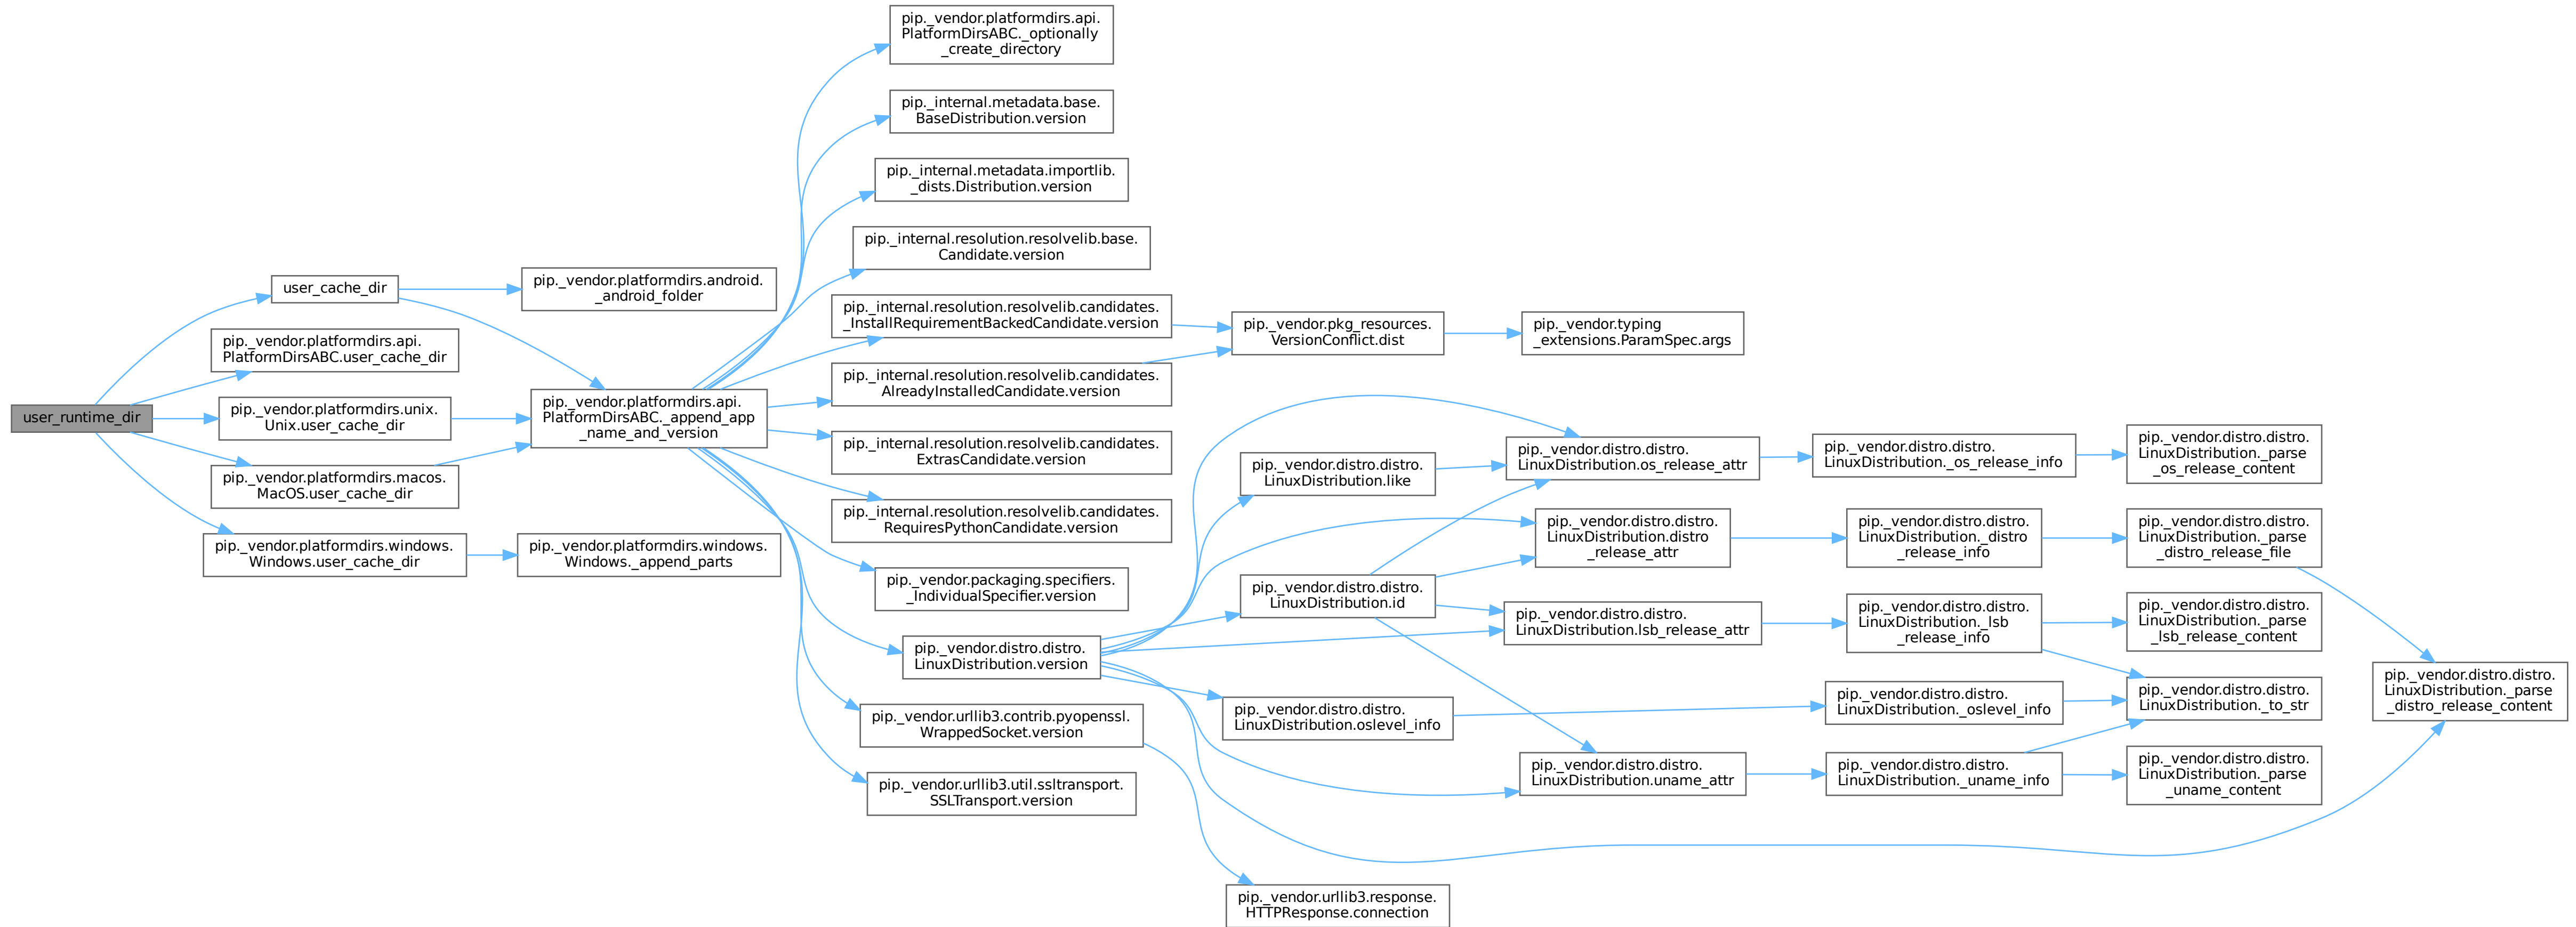 user_runtime_dir
user_cache_dir
pip._vendor.platformdirs.api.
PlatformDirsABC.user_cache_dir
pip._vendor.platformdirs.unix.
Unix.user_cache_dir
pip._vendor.platformdirs.macos.
MacOS.user_cache_dir
pip._vendor.platformdirs.windows.
Windows.user_cache_dir
pip._vendor.platformdirs.android.
_android_folder
pip._vendor.platformdirs.api.
PlatformDirsABC._append_app
_name_and_version
pip._vendor.platformdirs.windows.
Windows._append_parts
pip._vendor.platformdirs.api.
PlatformDirsABC._optionally
_create_directory
pip._internal.metadata.base.
BaseDistribution.version
pip._internal.metadata.importlib.
_dists.Distribution.version
pip._internal.resolution.resolvelib.base.
Candidate.version
pip._internal.resolution.resolvelib.candidates.
_InstallRequirementBackedCandidate.version
pip._internal.resolution.resolvelib.candidates.
AlreadyInstalledCandidate.version
pip._internal.resolution.resolvelib.candidates.
ExtrasCandidate.version
pip._internal.resolution.resolvelib.candidates.
RequiresPythonCandidate.version
pip._vendor.packaging.specifiers.
_IndividualSpecifier.version
pip._vendor.distro.distro.
LinuxDistribution.version
pip._vendor.urllib3.contrib.pyopenssl.
WrappedSocket.version
pip._vendor.urllib3.util.ssltransport.
SSLTransport.version
pip._vendor.pkg_resources.
VersionConflict.dist
pip._vendor.distro.distro.
LinuxDistribution.like
pip._vendor.distro.distro.
LinuxDistribution.id
pip._vendor.distro.distro.
LinuxDistribution.oslevel_info
pip._vendor.urllib3.response.
HTTPResponse.connection
pip._vendor.typing
_extensions.ParamSpec.args
pip._vendor.distro.distro.
LinuxDistribution.os_release_attr
pip._vendor.distro.distro.
LinuxDistribution.distro
_release_attr
pip._vendor.distro.distro.
LinuxDistribution.lsb_release_attr
pip._vendor.distro.distro.
LinuxDistribution.uname_attr
pip._vendor.distro.distro.
LinuxDistribution._os_release_info
pip._vendor.distro.distro.
LinuxDistribution._distro
_release_info
pip._vendor.distro.distro.
LinuxDistribution._lsb
_release_info
pip._vendor.distro.distro.
LinuxDistribution._oslevel_info
pip._vendor.distro.distro.
LinuxDistribution._uname_info
pip._vendor.distro.distro.
LinuxDistribution._parse
_os_release_content
pip._vendor.distro.distro.
LinuxDistribution._parse
_distro_release_file
pip._vendor.distro.distro.
LinuxDistribution._parse
_lsb_release_content
pip._vendor.distro.distro.
LinuxDistribution._to_str
pip._vendor.distro.distro.
LinuxDistribution._parse
_uname_content
pip._vendor.distro.distro.
LinuxDistribution._parse
_distro_release_content